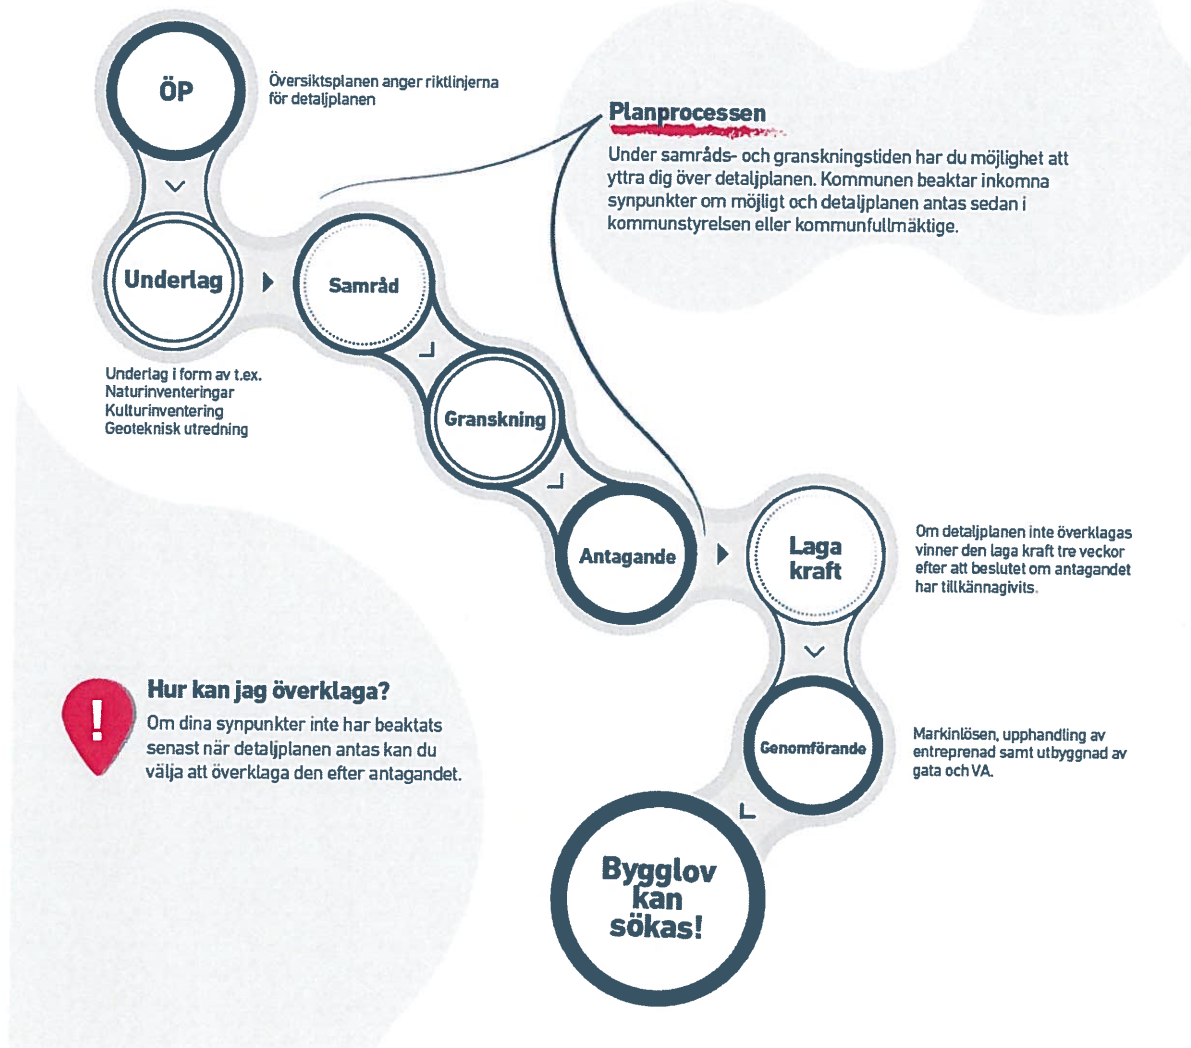 ÖP
Översiktsplanen anger riktlinjerna
för detaljplanen
Planprocessen
Under samråds- och granskningstiden har du möjlighet att
yttra dig över detaljplanen. Kommunen beaktar inkomna
synpunkter om möjligt och detaljplanen antas sedan i
kommunstyrelsen eller kommunfullmäktige.
Underlag
Samråd
Underlag i form av t.ex.
Naturinventeringar
Kulturinventering
Geoteknisk utredning
Granskning
Antagande
Laga
kraft
Om detaljplanen inte överklagas
vinner den laga kraft tre veckor
efter att beslutet om antagandet
har tillkännagivits.
Hur kan jag överklaga?
Om dina synpunkter inte har beaktats
senast när detaljplanen antas kan du
välja att överklaga den efter antagandet.
!
Genomförande
Markinlösen, upphandling av
entreprenad samt utbyggnad av
gata och VA.
Bygglov
kan
sökas!